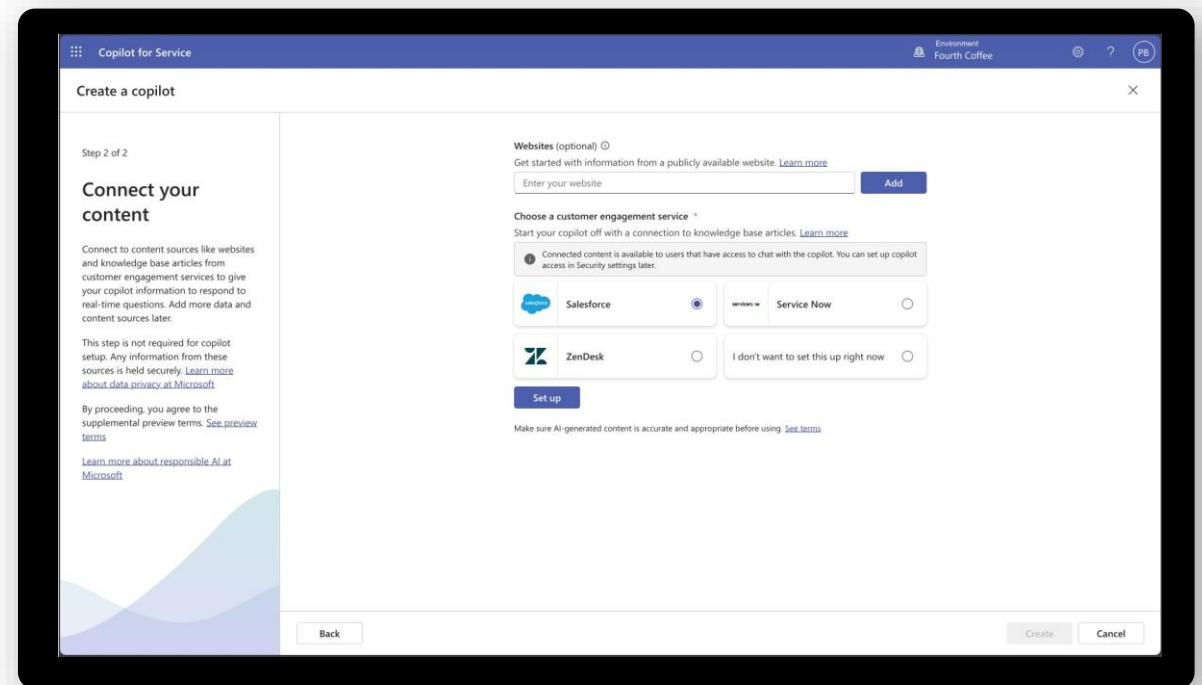 Copilot for Service
Environment
Fourth Coffee
PB
Create a copilot
Step 2 of 2
Connect your
content
Connect to content sources like websites
and knowledge base articles from
customer engagement services to give
your copilot information to respond to
real-time questions. Add more data and
content sources later.
This step is not required for copilot
setup. Any information from these
sources is held securely. Learn more
about data privacy at Microsoft
By proceeding, you agree to the
supplemental preview terms. See preview
terms
Learn more about responsible AI at
Microsoft
Websites (optional)
Get started with information from a publicly available website. Learn more
Enter your website
Add
Choose a customer engagement service *
Start your copilot off with a connection to knowledge base articles. Learn more
Connected content is available to users that have access to chat with the copilot. You can set up copilot
access in Security settings later.
salesforce
Salesforce
servicenow
Service Now
ZenDesk
I don't want to set this up right now
Set up
Make sure AI-generated content is accurate and appropriate before using. See terms
Back
Create
Cancel